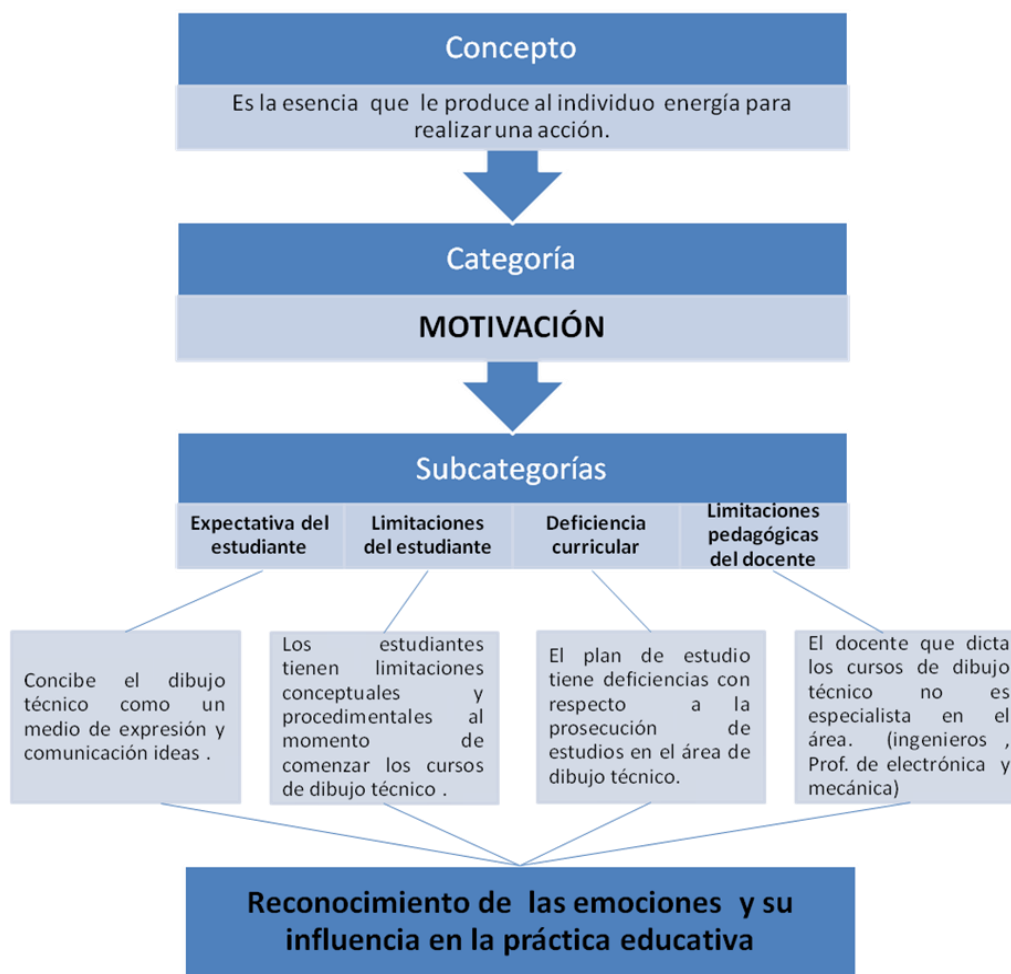 Concepto
Es la esencia que le produce al individuo energía para
realizar una acción.
Categoría
MOTIVACIÓN
Subcategorías
Expectativa del
estudiante
Limitaciones
del estudiante
Deficiencia
curricular
Limitaciones
pedagógicas
del docente
Concibe el dibujo
técnico como un
medio de expresión y
comunicación ideas .
Los estudiantes
tienen limitaciones
conceptuales y
procedimentales al
momento de
comenzar los cursos
de dibujo técnico .
El plan de estudio
tiene deficiencias con
respecto a la
prosecución de
estudios en el área de
dibujo técnico.
El docente que dicta
los cursos de dibujo
técnico no es
especialista en el
área. (ingenieros ,
Prof. de electrónica y
mecánica)
Reconocimiento de las emociones y su
influencia en la práctica educativa